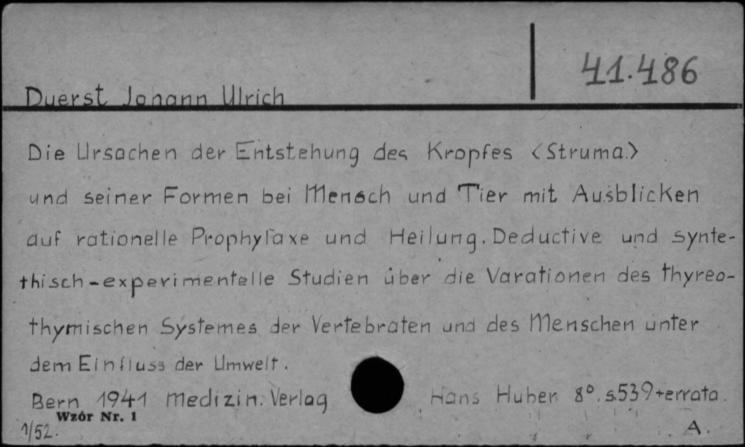 41.486
Duerst Johann Ulrich
Die Ursachen der Entstehung des Kropfes <Struma.>
und seiner Formen bei Mensch und Tier mit Ausblicken
auf rationelle Prophylaxe und Heilung. Deductive und synte-
thisch-experimentelle Studien über die Varationen des thyreo-
thymischen Systemes der Vertebraten und des Menschen unter
dem Einfluss der Umwelt.
Bern 1941 Medizin. Verlag Hans Huber 8° s.539+errata.
Wzór Nr. 1
1/52. A.